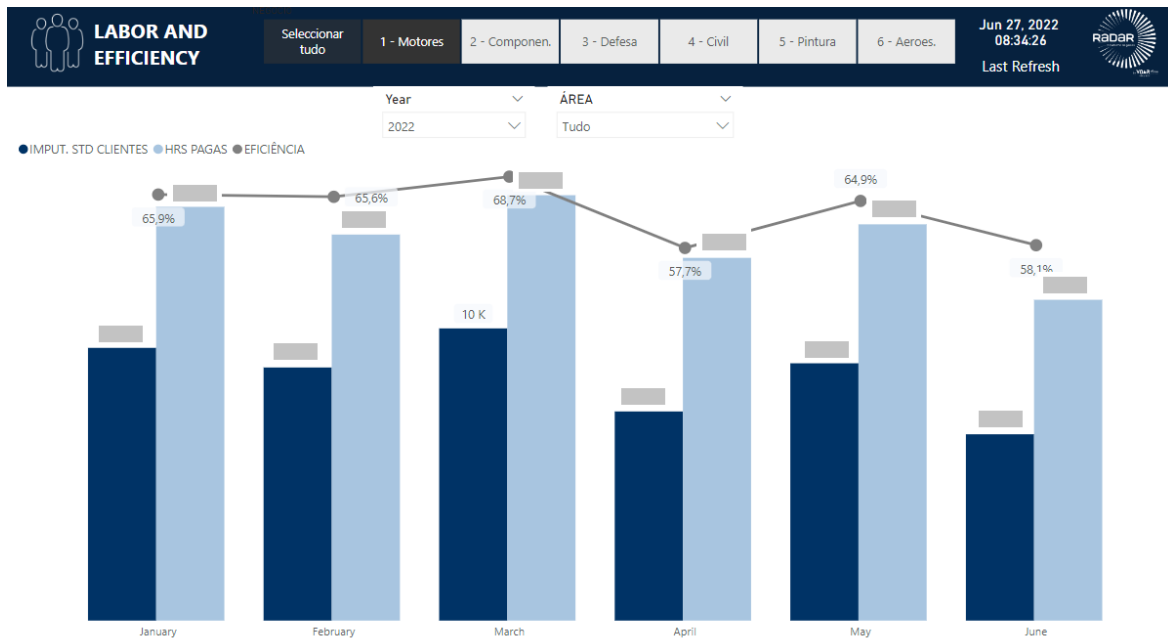 LABOR AND
EFFICIENCY
Seleccionar
tudo
1 - Motores
2 - Componen.
3 - Defesa
4 - Civil
5 - Pintura
6 - Aeroes.
Jun 27, 2022
08:34:26
Last Refresh
RaDaR
Year
2022
ÁREA
Tudo
IMPUT. STD CLIENTES HRS PAGAS EFICIÊNCIA
65,9%
65,6%
68,7%
57,7%
64,9%
58,1%
10 K
January February March April May June